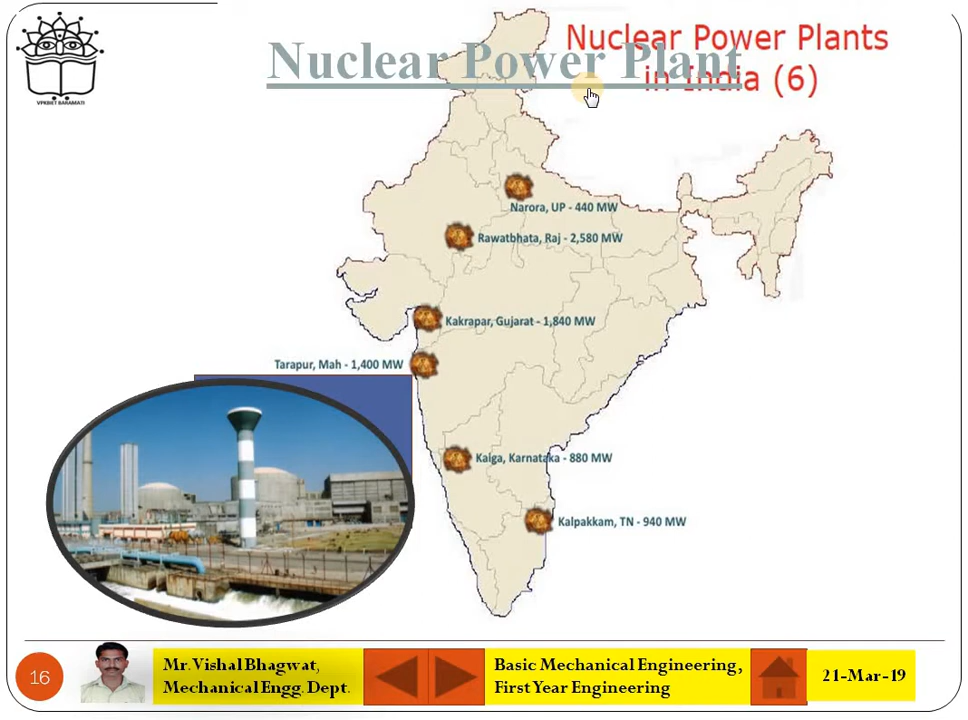 VPKBIET BARAMATI
Nuclear Power Plant
Nuclear Power Plants
in India (6)
Narora, UP - 440 MW
Rawatbhata, Raj - 2,580 MW
Kakrapar, Gujarat - 1,840 MW
Tarapur, Mah - 1,400 MW
Kaiga, Karnataka - 880 MW
Kalpakkam, TN - 940 MW
16
Mr. Vishal Bhagwat,
Mechanical Engg. Dept.
Basic Mechanical Engineering,
First Year Engineering
21-Mar-19